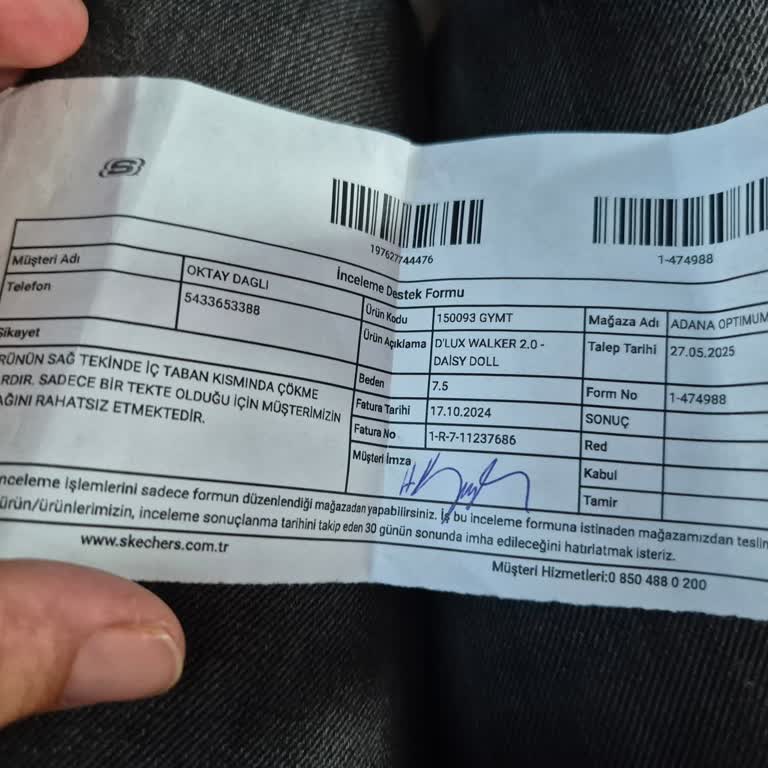 S
197627744476
1-474988
İnceleme Destek Formu
Müşteri Adı OKTAY DAGLI
Telefon 5433653388
Şikayet
RÜNÜN SAĞ TEKİNDE İÇ TABAN KISMINDA ÇÖKME
RDIR. SADECE BİR TEKTE OLDUĞU İÇİN MÜŞTERİMİZİN
AĞINI RAHATSIZ ETMEKTEDİR.
Ürün Kodu 150093 GYMT
Ürün Açıklama D'LUX WALKER 2.0 -
DAISY DOLL
Beden 7.5
Fatura Tarihi 17.10.2024
Fatura No 1-R-7-11237686
Müşteri İmza
Mağaza Adı ADANA OPTIMUM
Talep Tarihi 27.05.2025
Form No 1-474988
SONUÇ
Red
Kabul
Tamir
nceleme işlemlerini sadece formun düzenlendiği mağazadan yapabilirsiniz. İş bu inceleme formuna istinaden mağazamızdan teslim
ürün/ürünlerimizin, inceleme sonuçlanma tarihini takip eden 30 günün sonunda imha edileceğini hatırlatmak isteriz.
www.skechers.com.tr
Müşteri Hizmetleri:0 850 488 0 200